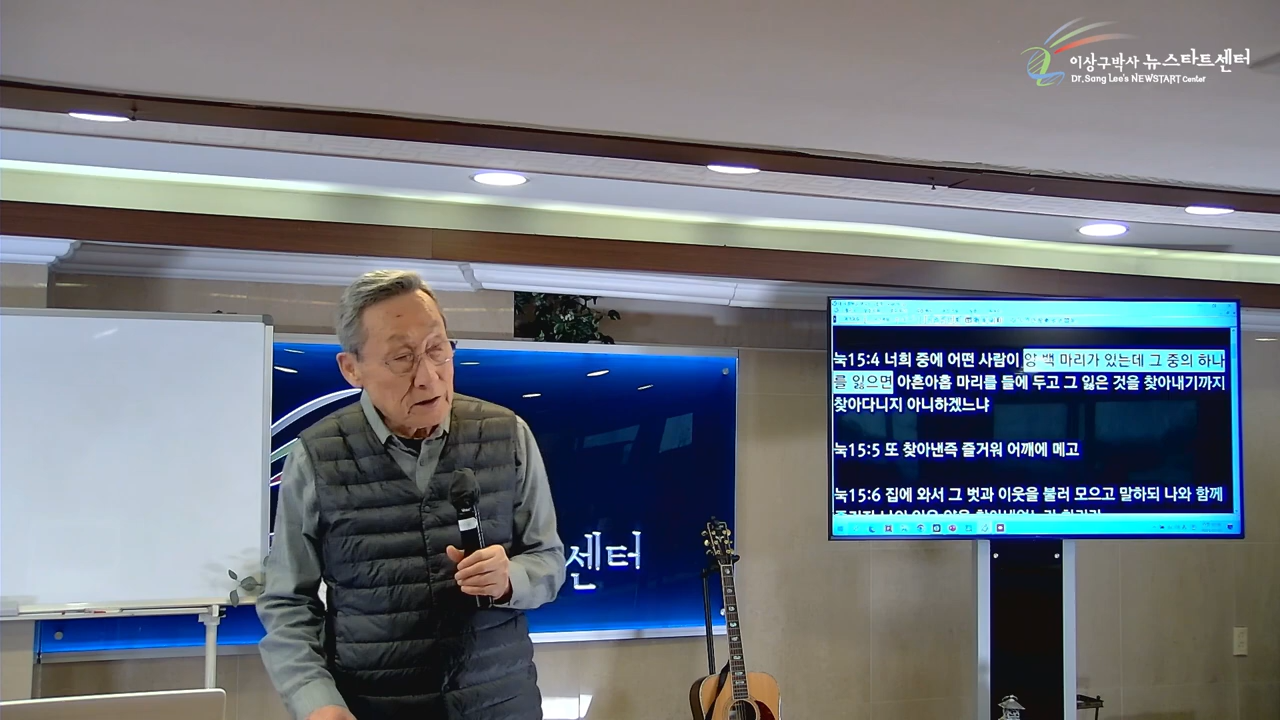 이상구박사 뉴스타트센터
Dr. Sang Lee's NEWSTART Center
눅15:4 너희 중에 어떤 사람이 양 백 마리가 있는데 그 중의 하나
를 잃으면 아흔아홉 마리를 들에 두고 그 잃은 것을 찾아내기까지
찾아다니지 아니하겠느냐
눅15:5 또 찾아낸즉 즐거워 어깨에 메고
눅15:6 집에 와서 그 벗과 이웃을 불러 모으고 말하되 나와 함께
센터